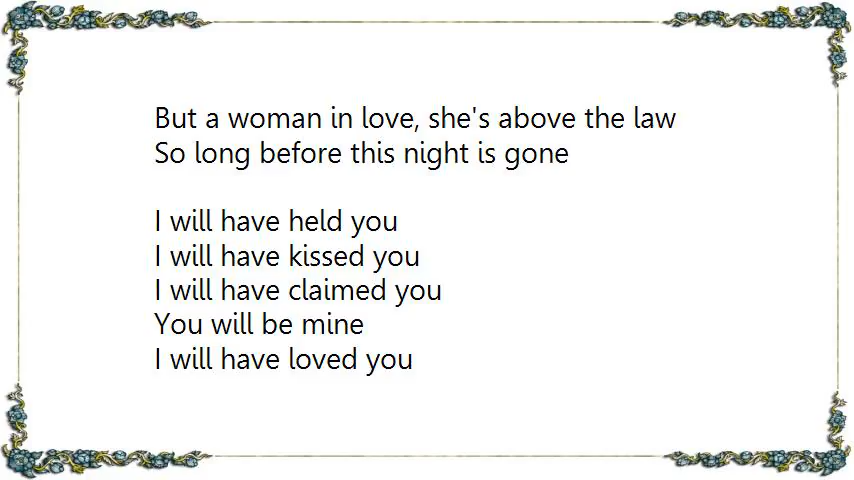 But a woman in love, she's above the law
So long before this night is gone
I will have held you
I will have kissed you
I will have claimed you
You will be mine
I will have loved you